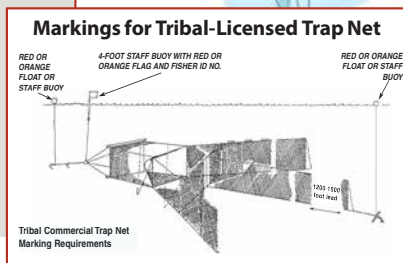 Markings for Tribal-Licensed Trap Net
RED OR
ORANGE
FLOAT OR
STAFF BUOY
4-FOOT STAFF BUOY WITH RED OR
ORANGE FLAG AND FISHER ID NO.
RED OR ORANGE
FLOAT OR STAFF
BUOY
1200-1500
foot lead
Tribal Commercial Trap Net
Marking Requirements